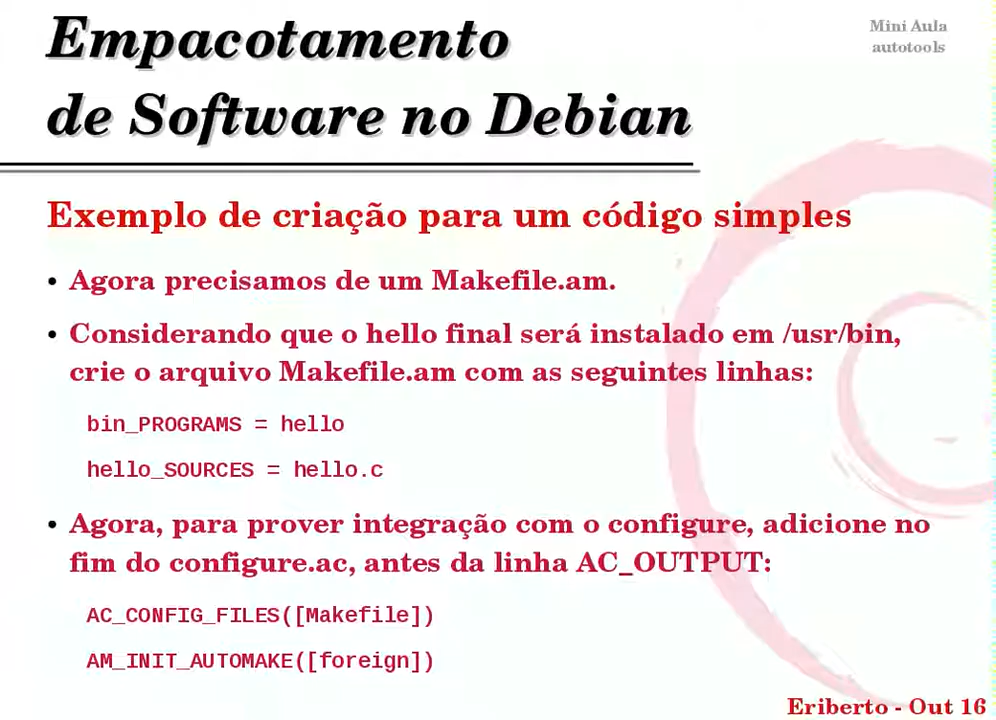 Empacotamento
de Software no Debian
Mini Aula
autotools
Exemplo de criação para um código simples
• Agora precisamos de um Makefile.am.
• Considerando que o hello final será instalado em /usr/bin,
crie o arquivo Makefile.am com as seguintes linhas:
bin_PROGRAMS = hello
hello_SOURCES = hello.c
• Agora, para prover integração com o configure, adicione no
fim do configure.ac, antes da linha AC_OUTPUT:
AC_CONFIG_FILES([Makefile])
AM_INIT_AUTOMAKE([foreign])
Eriberto - Out 16